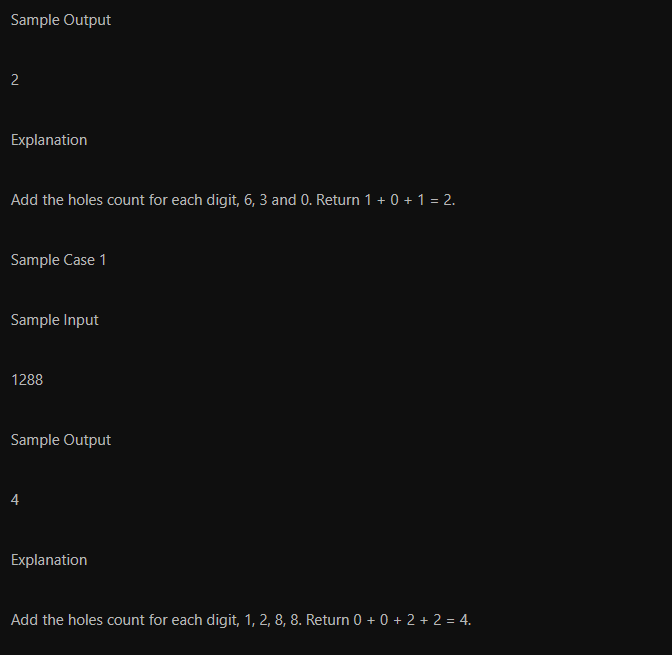 Sample Output
2
Explanation
Add the holes count for each digit, 6, 3 and 0. Return 1 + 0 + 1 = 2.
Sample Case 1
Sample Input
1288
Sample Output
4
Explanation
Add the holes count for each digit, 1, 2, 8, 8. Return 0 + 0 + 2 + 2 = 4.